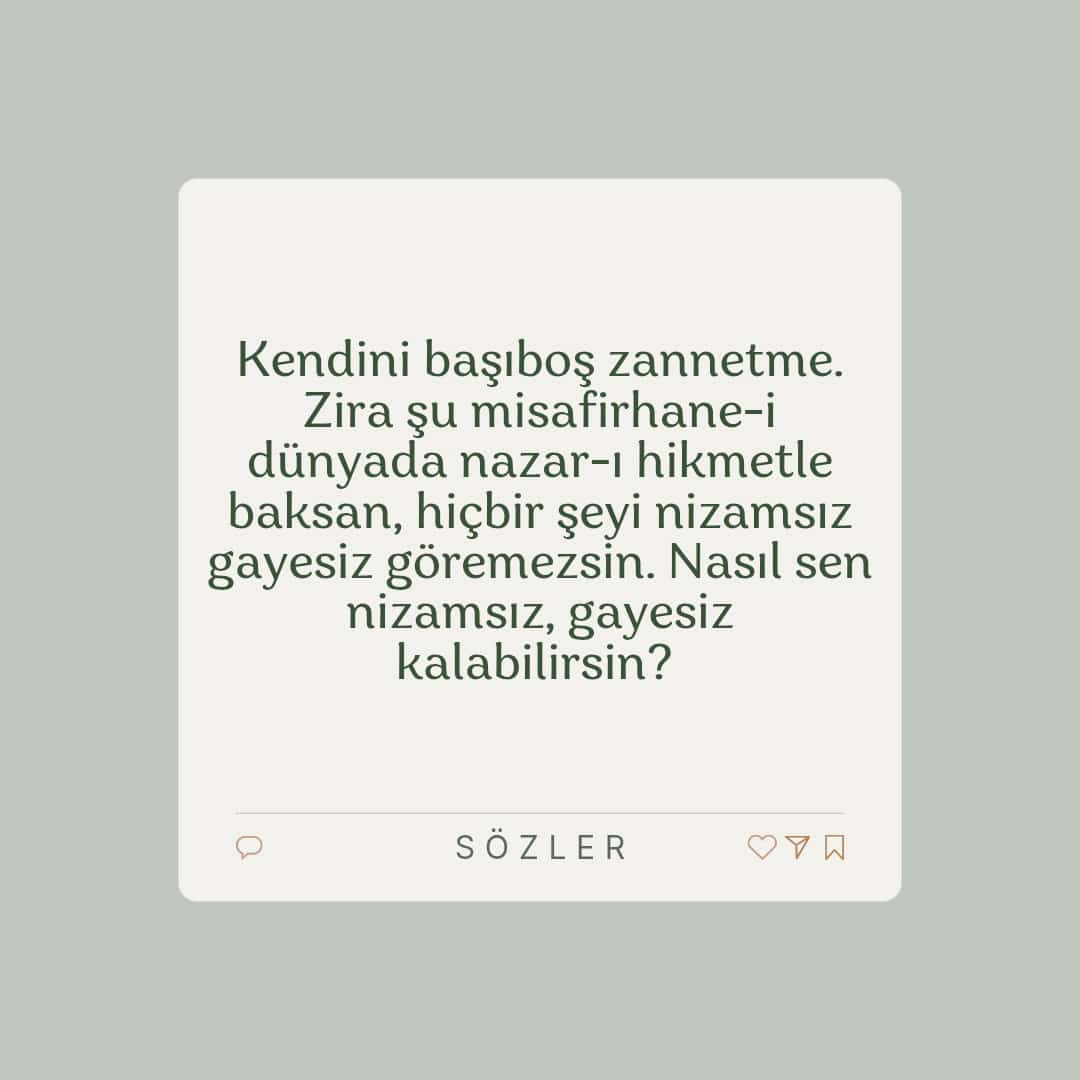 Kendini başıboş zannetme.
Zira şu misafirhane-i
dünyada nazar-ı hikmetle
baksan, hiçbir şeyi nizamsız
gayesiz göremezsin. Nasıl sen
nizamsız, gayesiz
kalabilirsin?
SÖZLER